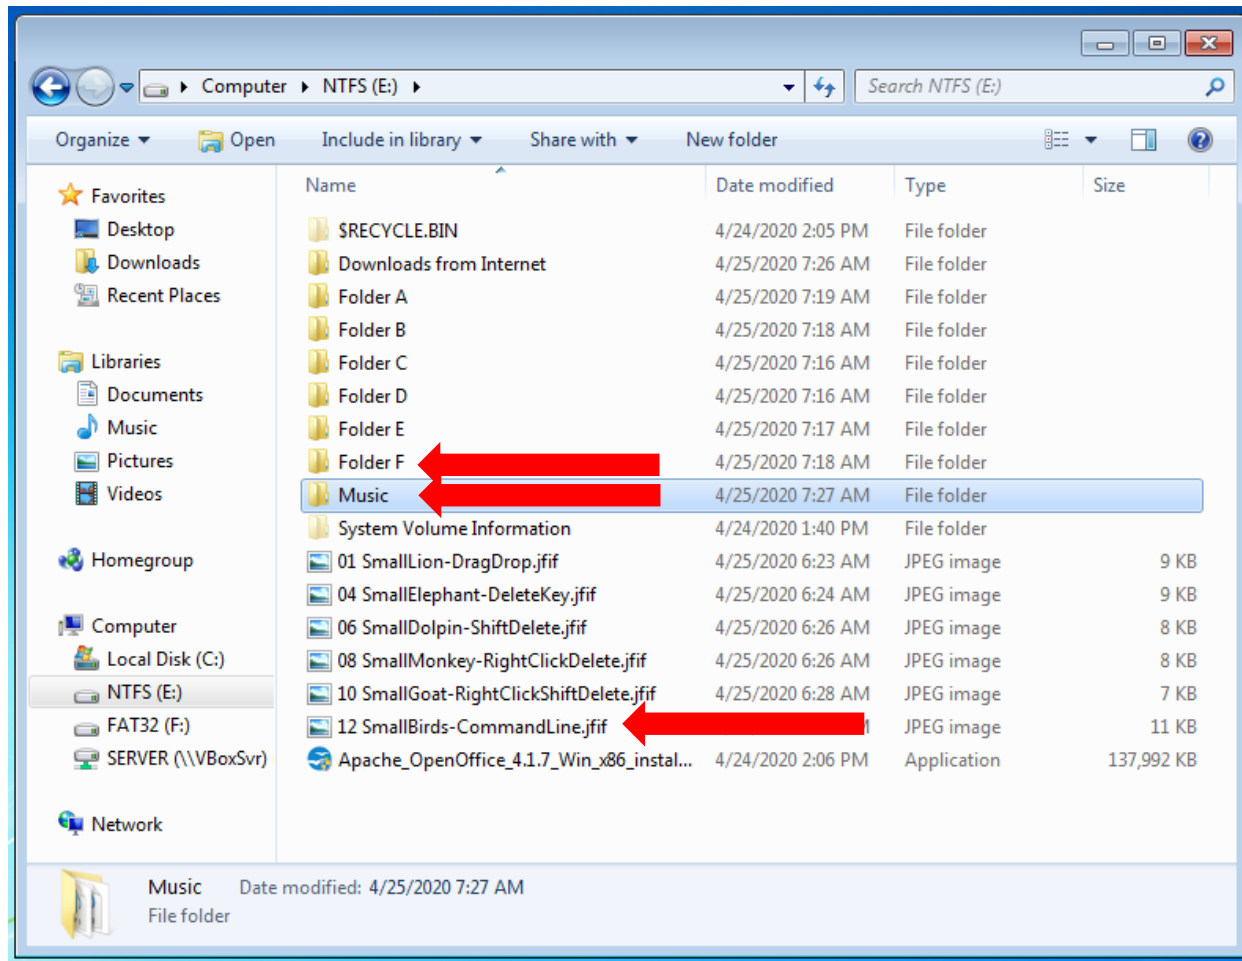 Computer NTFS (E:) Search NTFS (E:)
Organize Open Include in library Share with New folder
Name Date modified Type Size
Favorites
Desktop
Downloads
Recent Places
Libraries
Documents
Music
Pictures
Videos
Homegroup
Computer
Local Disk (C:)
NTFS (E:)
FAT32 (F:)
SERVER (\\VBoxSvr)
Network
$RECYCLE.BIN 4/24/2020 2:05 PM File folder
Downloads from Internet 4/25/2020 7:26 AM File folder
Folder A 4/25/2020 7:19 AM File folder
Folder B 4/25/2020 7:18 AM File folder
Folder C 4/25/2020 7:16 AM File folder
Folder D 4/25/2020 7:16 AM File folder
Folder E 4/25/2020 7:17 AM File folder
Folder F 4/25/2020 7:18 AM File folder
Music 4/25/2020 7:27 AM File folder
System Volume Information 4/24/2020 1:40 PM File folder
01 SmallLion-DragDrop.jfif 4/25/2020 6:23 AM JPEG image 9 KB
04 SmallElephant-DeleteKey.jfif 4/25/2020 6:24 AM JPEG image 9 KB
06 SmallDolpin-ShiftDelete.jfif 4/25/2020 6:26 AM JPEG image 8 KB
08 SmallMonkey-RightClickDelete.jfif 4/25/2020 6:26 AM JPEG image 8 KB
10 SmallGoat-RightClickShiftDelete.jfif 4/25/2020 6:28 AM JPEG image 7 KB
12 SmallBirds-CommandLine.jfif JPEG image 11 KB
Apache_OpenOffice_4.1.7_Win_x86_instal... 4/24/2020 2:06 PM Application 137,992 KB
Music Date modified: 4/25/2020 7:27 AM
File folder